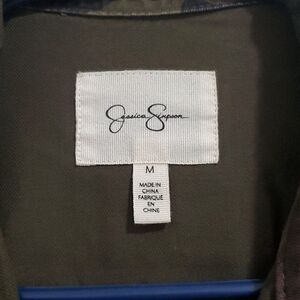 Jessica Simpson
M
MADE IN
CHINA
FABRIQUÉ
EN
CHINE